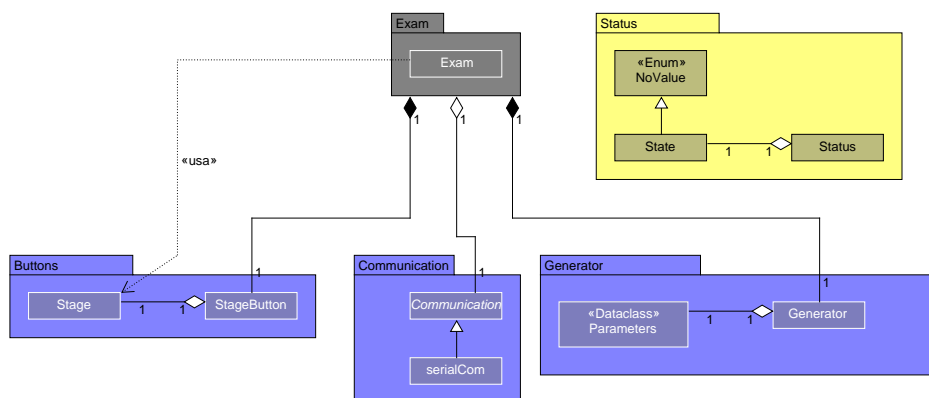 Exam
Status
Exam
«Enum»
NoValue
1
1
1
State
1
1
Status
«usa»
Buttons
Communication
Generator
1
1
1
Stage
1
1
StageButton
Communication
«Dataclass»
Parameters
1
1
Generator
serialCom